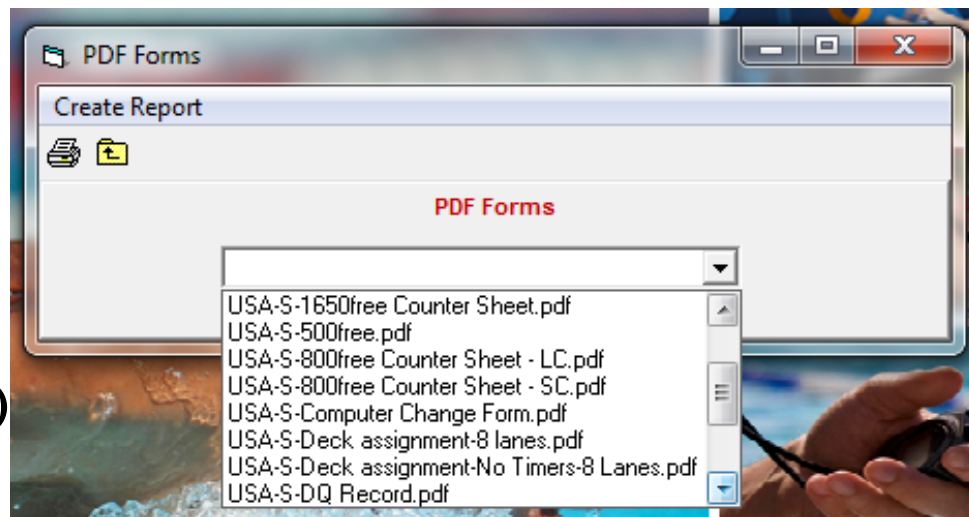 PDF Forms
Create Report
PDF Forms
USA-S-1650free Counter Sheet.pdf
USA-S-500free.pdf
USA-S-800free Counter Sheet - LC.pdf
USA-S-800free Counter Sheet - SC.pdf
USA-S-Computer Change Form.pdf
USA-S-Deck assignment-8 lanes.pdf
USA-S-Deck assignment-No Timers-8 Lanes.pdf
USA-S-DQ Record.pdf
)